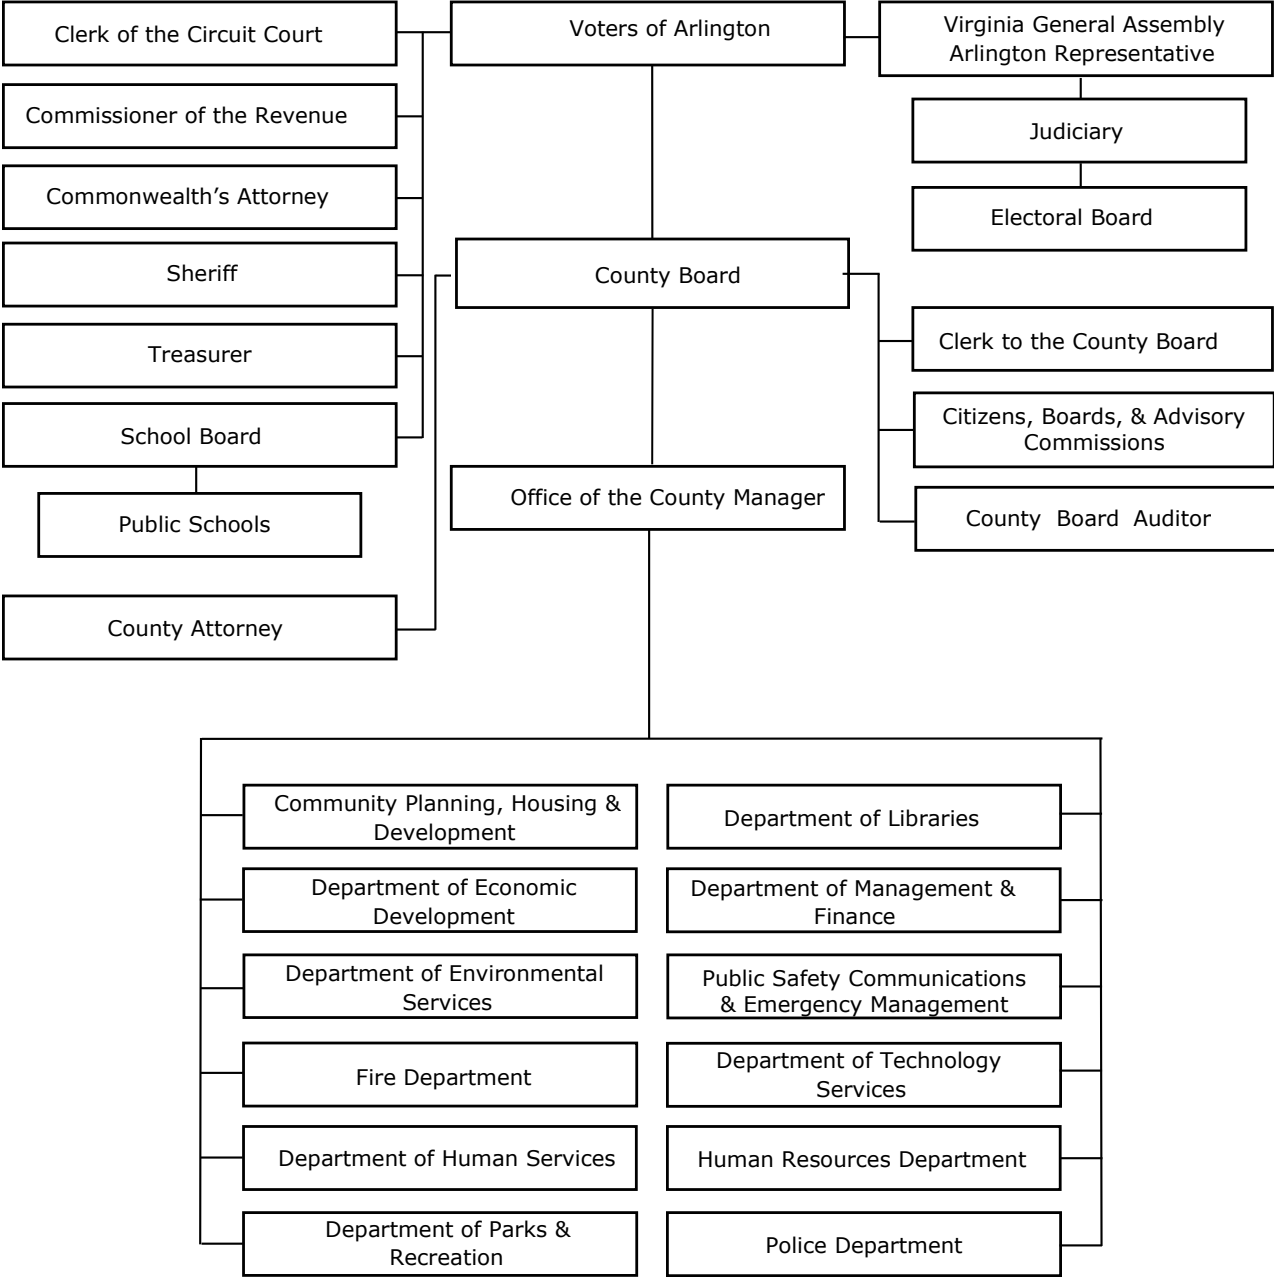 Clerk of the Circuit Court
Voters of Arlington
Virginia General Assembly
Arlington Representative
Commissioner of the Revenue
Judiciary
Commonwealth’s Attorney
Electoral Board
Sheriff
County Board
Treasurer
Clerk to the County Board
School Board
Citizens, Boards, & Advisory
Commissions
Public Schools
Office of the County Manager
County Board Auditor
County Attorney
Community Planning, Housing &
Development
Department of Libraries
Department of Economic
Development
Department of Management &
Finance
Department of Environmental
Services
Public Safety Communications
& Emergency Management
Fire Department
Department of Technology
Services
Department of Human Services
Human Resources Department
Department of Parks &
Recreation
Police Department